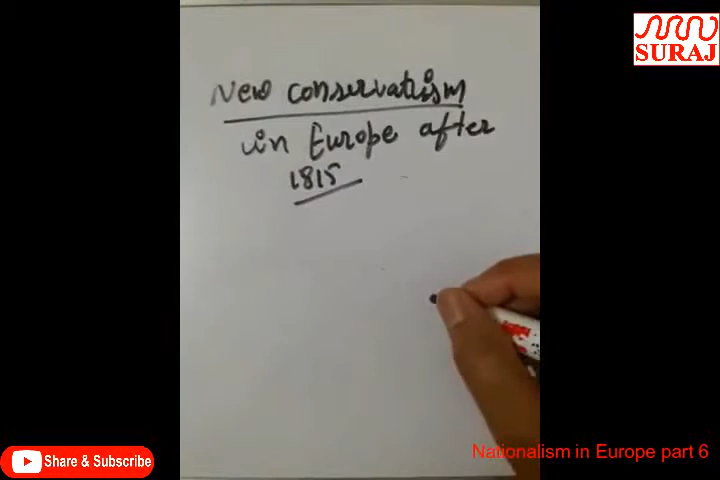 New conservatism
in Europe after
1815
SURAJ
Share & Subscribe
Nationalism in Europe part 6